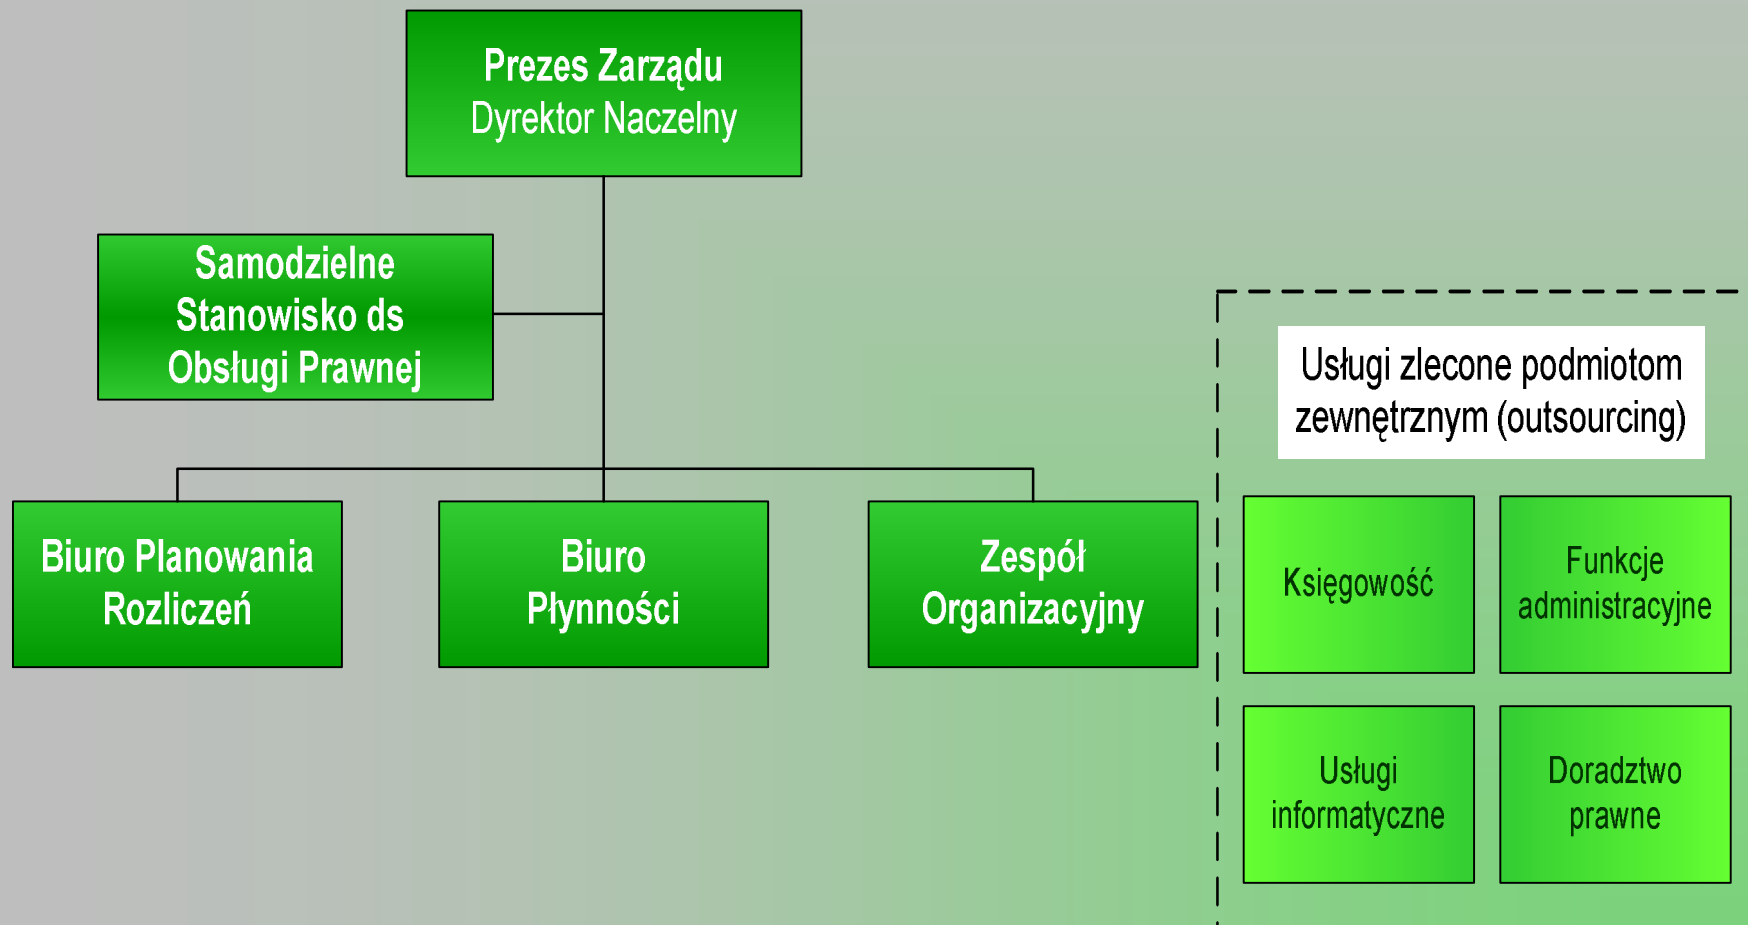 Prezes Zarządu
Dyrektor Naczelny
Samodzielne
Stanowisko ds
Obsługi Prawnej
Biuro Planowania
Rozliczeń
Biuro
Płynności
Zespół
Organizacyjny
Usługi zlecone podmiotom
zewnętrznym (outsourcing)
Księgowość
Funkcje
administracyjne
Usługi
informatyczne
Doradztwo
prawne